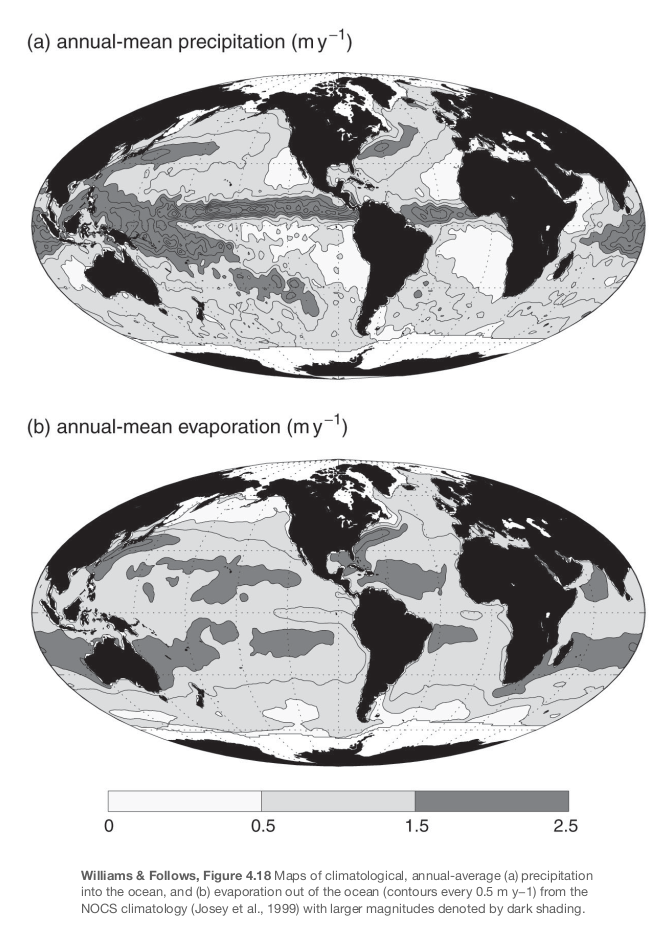 (a) annual-mean precipitation (m y⁻¹)
(b) annual-mean evaporation (m y⁻¹)
0 0.5 1.5 2.5
Williams & Follows, Figure 4.18 Maps of climatological, annual-average (a) precipitation
into the ocean, and (b) evaporation out of the ocean (contours every 0.5 m y–1) from the
NOCS climatology (Josey et al., 1999) with larger magnitudes denoted by dark shading.